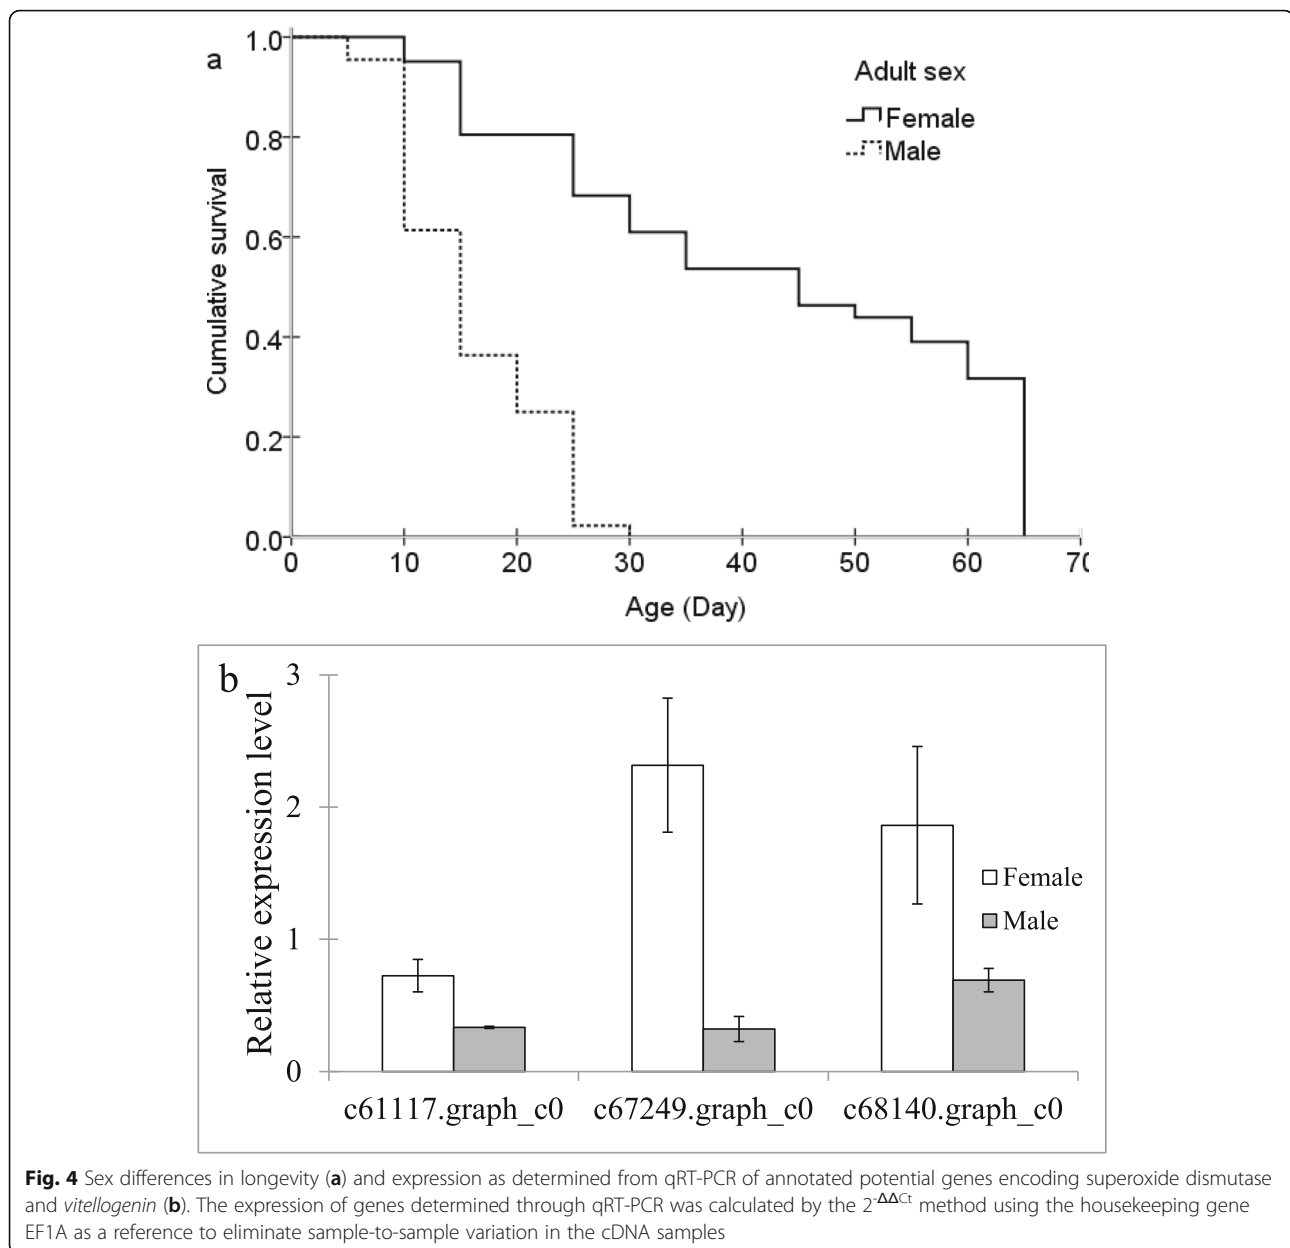 a
1.0
0.8
0.6
0.4
0.2
0.0
Cumulative survival
Adult sex
Female
Male
0 10 20 30 40 50 60 70
Age (Day)
b
3
2
1
0
Relative expression level
Female
Male
c61117.graph_c0 c67249.graph_c0 c68140.graph_c0
Fig. 4 Sex differences in longevity (a) and expression as determined from qRT-PCR of annotated potential genes encoding superoxide dismutase
and vitellogenin (b). The expression of genes determined through qRT-PCR was calculated by the 2-ΔΔCt method using the housekeeping gene
EF1A as a reference to eliminate sample-to-sample variation in the cDNA samples